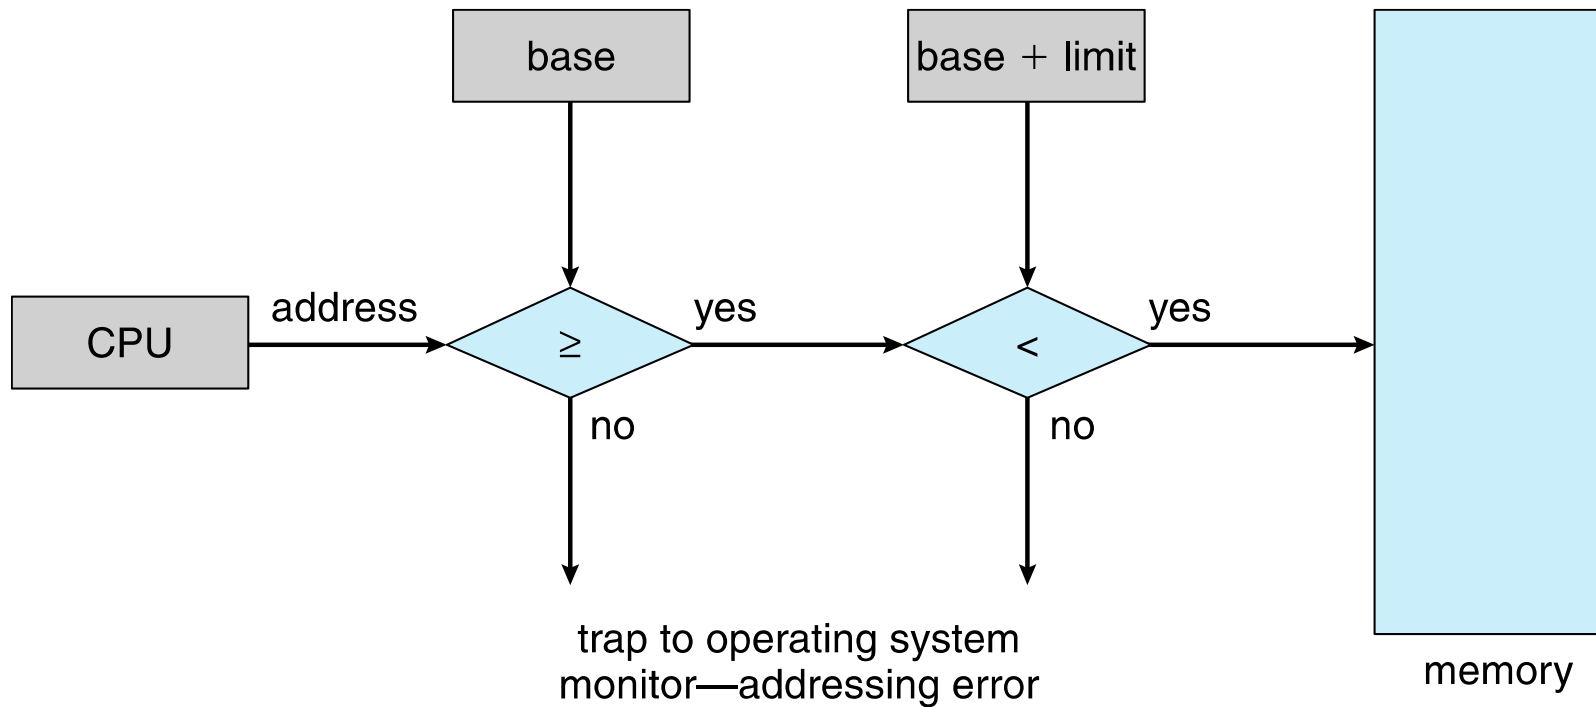 base
base + limit
CPU
address
≥
yes
<
yes
no
no
trap to operating system
monitor—addressing error
memory